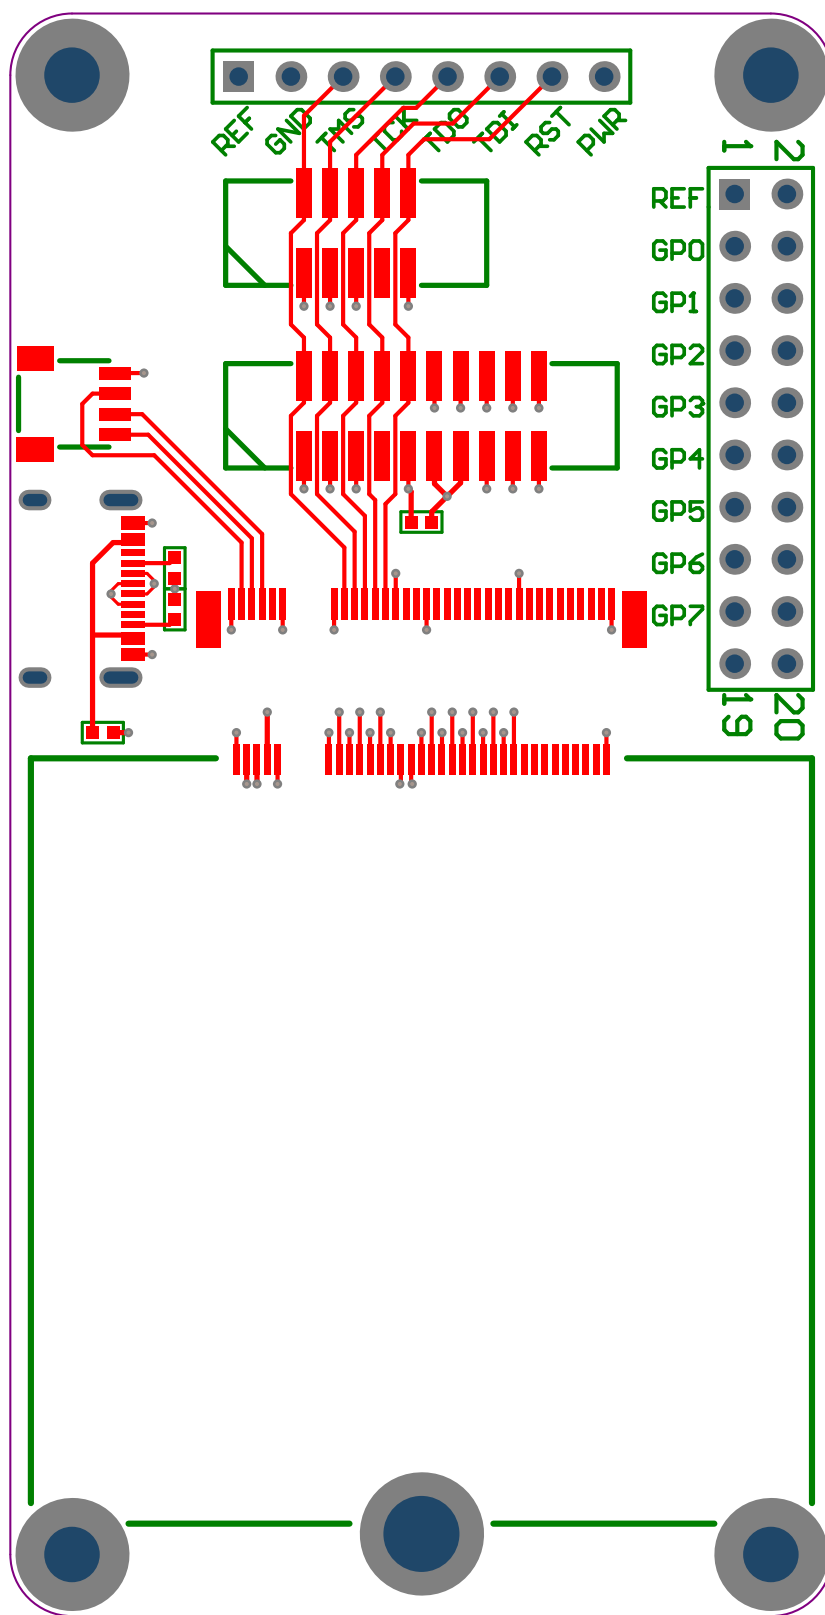 REF GND TMS TCK TDO TDI RST PWR
1 2
REF
GP0
GP1
GP2
GP3
GP4
GP5
GP6
GP7
19 20